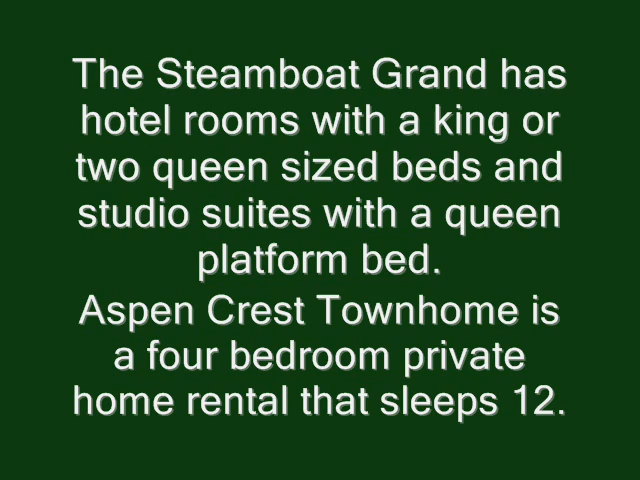 The Steamboat Grand has
hotel rooms with a king or
two queen sized beds and
studio suites with a queen
platform bed.
Aspen Crest Townhome is
a four bedroom private
home rental that sleeps 12.